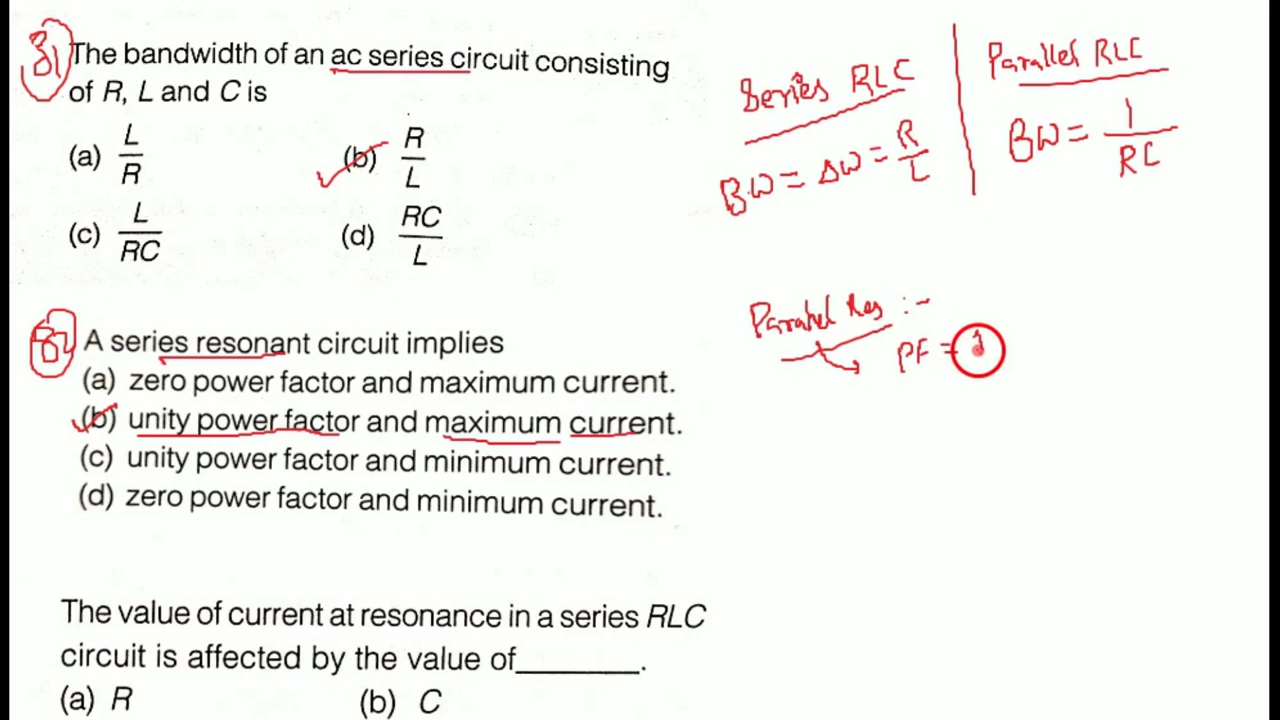 31 The bandwidth of an ac series circuit consisting
of R, L and C is
(a) L/R (b) R/L
(c) L/RC (d) RC/L
Series RLC
B.W = ΔW = R/L
Parallel RLC
BW = 1/RC
A series resonant circuit implies
(a) zero power factor and maximum current.
(b) unity power factor and maximum current.
(c) unity power factor and minimum current.
(d) zero power factor and minimum current.
Parallel Res :-
PF = 1
The value of current at resonance in a series RLC
circuit is affected by the value of________.
(a) R (b) C